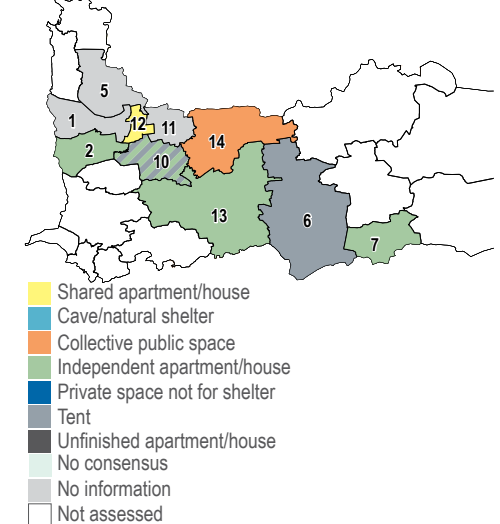 5
1
12
11
2
10
14
13
6
7
Shared apartment/house
Cave/natural shelter
Collective public space
Independent apartment/house
Private space not for shelter
Tent
Unfinished apartment/house
No consensus
No information
Not assessed